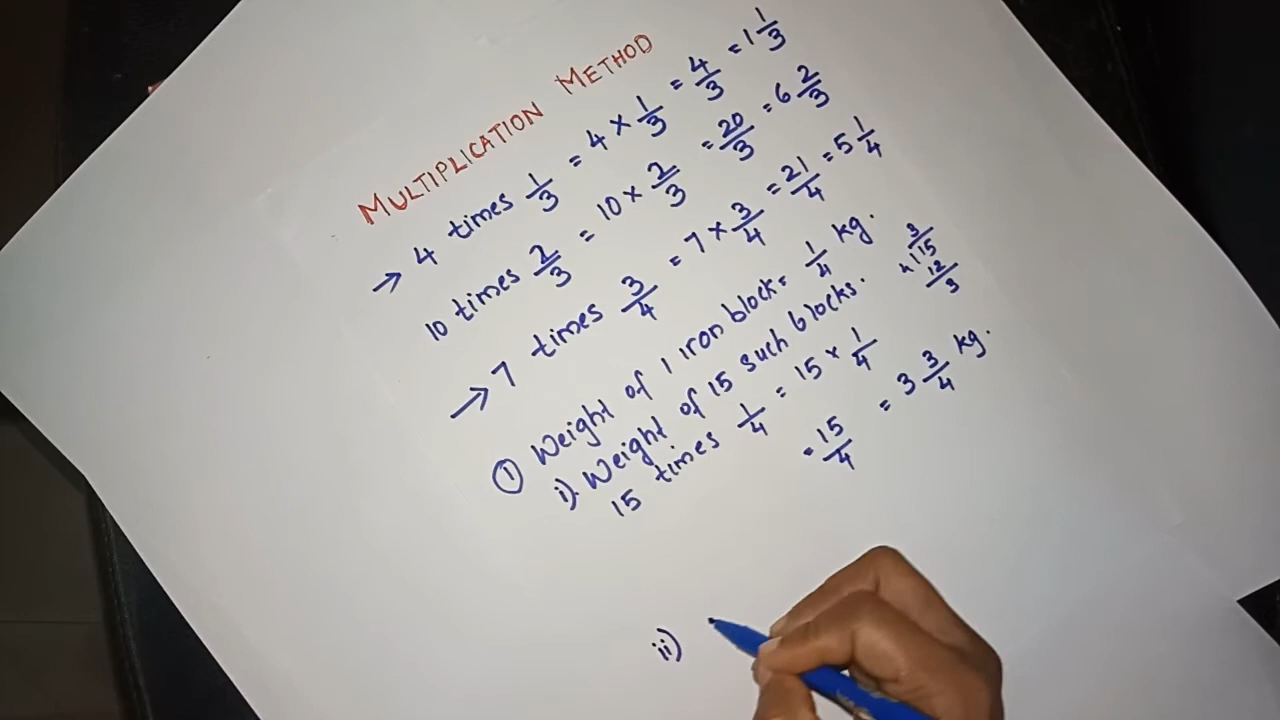 MULTIPLICATION METHOD
→ 4 times 1/3 = 4 × 1/3 = 4/3 = 1 1/3
10 times 2/3 = 10 × 2/3 = 20/3 = 6 2/3
→ 7 times 3/4 = 7 × 3/4 = 21/4 = 5 1/4
① Weight of 1 iron block = 1/4 kg.
i). Weight of 15 such blocks.
15 times 1/4 = 15 × 1/4
= 15/4 = 3 3/4 kg.
3
4 15
12
3
ii)